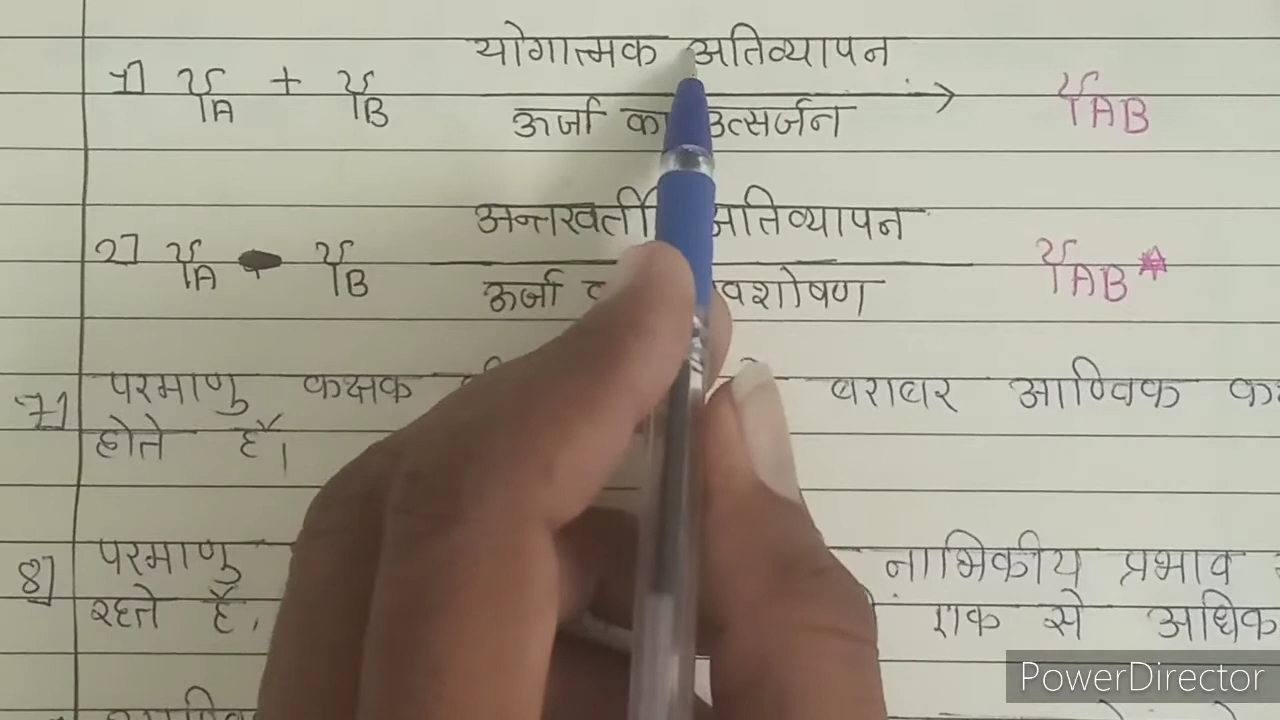 1] ΨA + ΨB योगात्मक अतिव्यापन → ΨAB
ऊर्जा का उत्सर्जन
2] ΨA - ΨB अन्तरवर्ती अतिव्यापन ΨAB*
ऊर्जा वशोषण
7] परमाणु कक्षक बराबर आण्विक
होते हैं।
8] परमाणु नाभिकीय प्रभाव
रहते हैं, एक से अधिक
PowerDirector